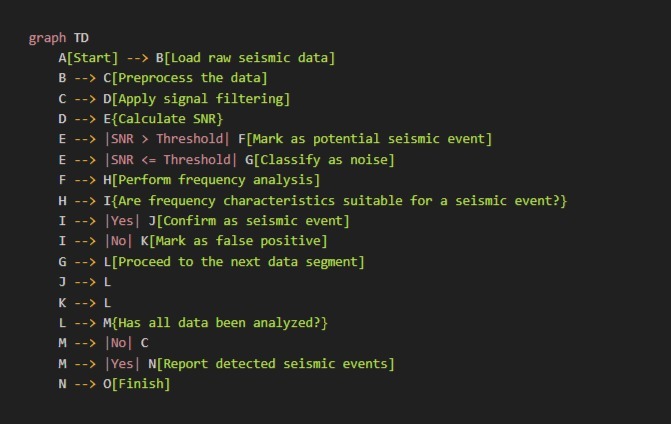 graph TD
A[Start] --> B[Load raw seismic data]
B --> C[Preprocess the data]
C --> D[Apply signal filtering]
D --> E{Calculate SNR}
E --> |SNR > Threshold| F[Mark as potential seismic event]
E --> |SNR <= Threshold| G[Classify as noise]
F --> H[Perform frequency analysis]
H --> I{Are frequency characteristics suitable for a seismic event?}
I --> |Yes| J[Confirm as seismic event]
I --> |No| K[Mark as false positive]
G --> L[Proceed to the next data segment]
J --> L
K --> L
L --> M{Has all data been analyzed?}
M --> |No| C
M --> |Yes| N[Report detected seismic events]
N --> O[Finish]